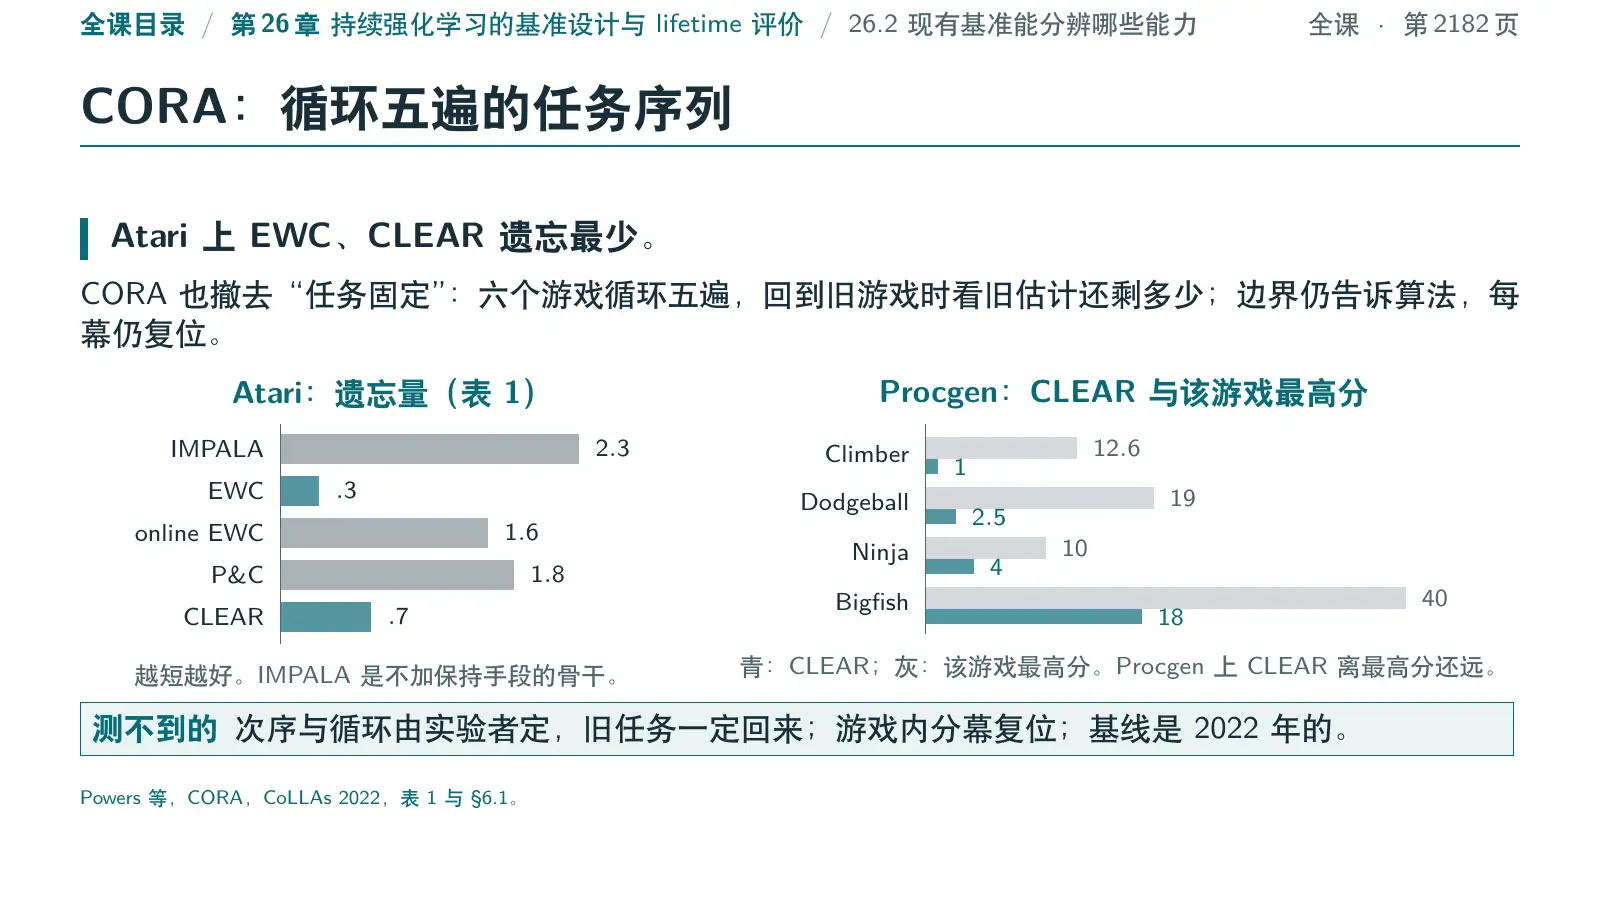 全课目录 / 第 26 章 持续强化学习的基准设计与 lifetime 评价 / 26.2 现有基准能分辨哪些能力 全课 · 第 2182 页
CORA：循环五遍的任务序列
Atari 上 EWC、CLEAR 遗忘最少。
CORA 也撤去 “任务固定”：六个游戏循环五遍，回到旧游戏时看旧估计还剩多少；边界仍告诉算法，每
幕仍复位。
Atari：遗忘量（表 1）
IMPALA 2.3
EWC .3
online EWC 1.6
P&C 1.8
CLEAR .7
越短越好。IMPALA 是不加保持手段的骨干。
Procgen：CLEAR 与该游戏最高分
Climber 12.6
1
Dodgeball 19
2.5
Ninja 10
4
Bigfish 40
18
青：CLEAR；灰：该游戏最高分。Procgen 上 CLEAR 离最高分还远。
测不到的 次序与循环由实验者定，旧任务一定回来；游戏内分幕复位；基线是 2022 年的。
Powers 等，CORA，CoLLAs 2022，表 1 与 §6.1。